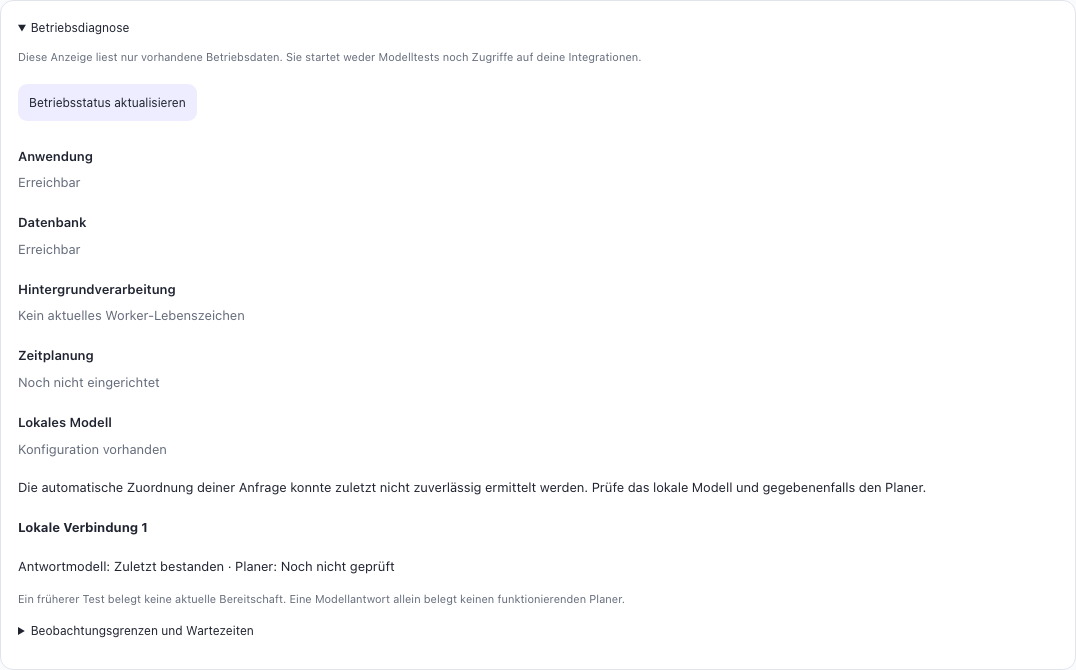 Betriebsdiagnose
Diese Anzeige liest nur vorhandene Betriebsdaten. Sie startet weder Modelltests noch Zugriffe auf deine Integrationen.
Betriebsstatus aktualisieren
Anwendung
Erreichbar
Datenbank
Erreichbar
Hintergrundverarbeitung
Kein aktuelles Worker-Lebenszeichen
Zeitplanung
Noch nicht eingerichtet
Lokales Modell
Konfiguration vorhanden
Die automatische Zuordnung deiner Anfrage konnte zuletzt nicht zuverlässig ermittelt werden. Prüfe das lokale Modell und gegebenenfalls den Planer.
Lokale Verbindung 1
Antwortmodell: Zuletzt bestanden · Planer: Noch nicht geprüft
Ein früherer Test belegt keine aktuelle Bereitschaft. Eine Modellantwort allein belegt keinen funktionierenden Planer.
Beobachtungsgrenzen und Wartezeiten